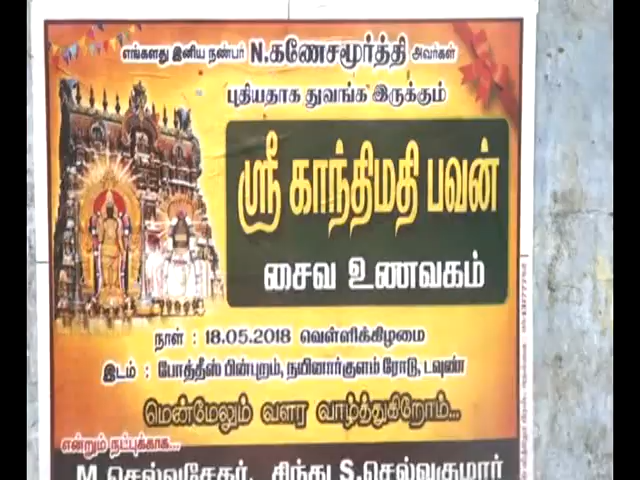 எங்களது இனிய நண்பர் N.கணேசமூர்த்தி அவர்கள்
புதியதாக துவங்க இருக்கும்
ஸ்ரீ காந்திமதி பவன்
சைவ உணவகம்
நாள் : 18.05.2018 வெள்ளிக்கிழமை
இடம் : போத்தீஸ் பின்புறம், நயினார்குளம் ரோடு, டவுண்
மென்மேலும் வளர வாழ்த்துகிறோம்...
என்றும் நட்புக்காக...
M.செல்வசேகர், சிந்து S.செல்வகுமார்